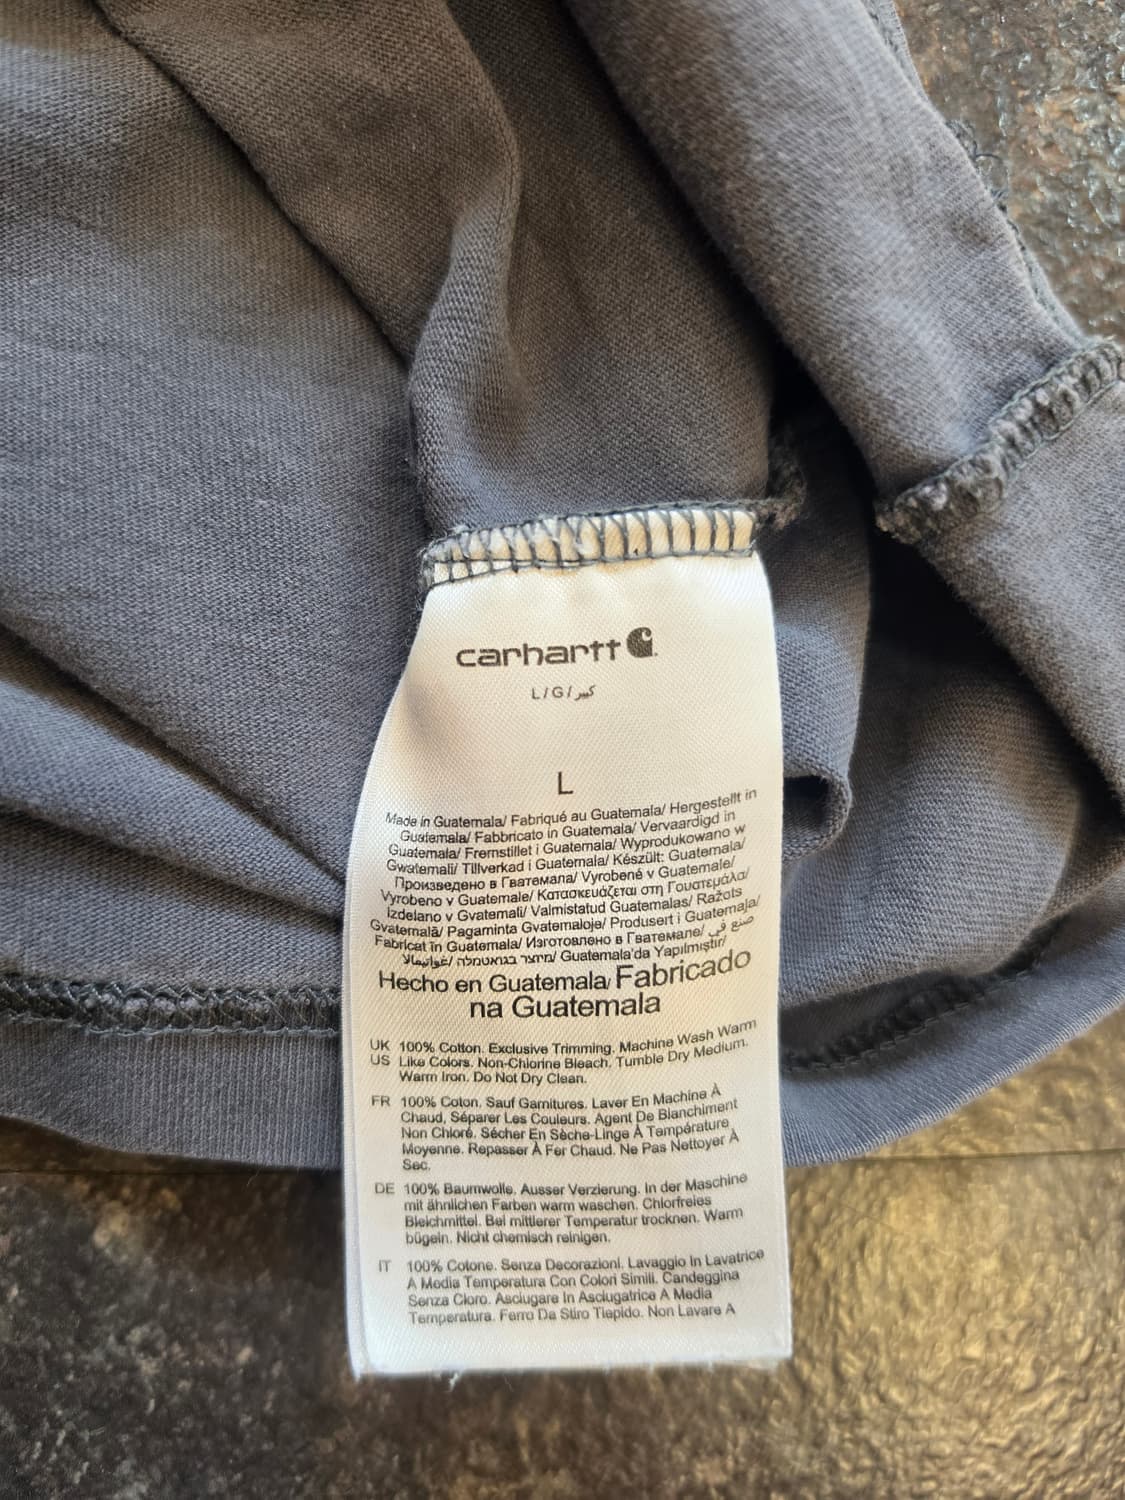 carhartt
L/G/كبير
L
Made in Guatemala/ Fabriqué au Guatemala/ Hergestellt in
Guatemala/ Fabbricato in Guatemala/ Vervaardigd in
Guatemala/ Fremstillet i Guatemala/ Wyprodukowano w
Gwatemali/ Tillverkad i Guatemala/ Készült: Guatemala/
Произведено в Гватемала/ Vyrobené v Guatemale/
Vyrobeno v Guatemale/ Κατασκευάζεται στη Γουατεμάλα/
Izdelano v Gvatemali/ Valmistatud Guatemalas/ Ražots
Gvatemalā/ Pagaminta Gvatemaloje/ Produsert i Guatemala/
Fabricat în Guatemala/ Изготовлено в Гватемале/ صنع في
غواتيمالا/ מיוצר בגואטמלה/ Guatemala'da Yapılmıştır/
Hecho en Guatemala/ Fabricado
na Guatemala
UK 100% Cotton. Exclusive Trimming. Machine Wash Warm
US Like Colors. Non-Chlorine Bleach. Tumble Dry Medium.
Warm Iron. Do Not Dry Clean.
FR 100% Coton. Sauf Garnitures. Laver En Machine À
Chaud, Séparer Les Couleurs. Agent De Blanchiment
Non Chloré. Sécher En Sèche-Linge À Température
Moyenne. Repasser À Fer Chaud. Ne Pas Nettoyer À
Sec.
DE 100% Baumwolle. Ausser Verzierung. In der Maschine
mit ähnlichen Farben warm waschen. Chlorfreies
Bleichmittel. Bei mittlerer Temperatur trocknen. Warm
bügeln. Nicht chemisch reinigen.
IT 100% Cotone. Senza Decorazioni. Lavaggio In Lavatrice
A Media Temperatura Con Colori Simili. Candeggina
Senza Cloro. Asciugare In Asciugatrice A Media
Temperatura. Ferro Da Stiro Tiepido. Non Lavare A